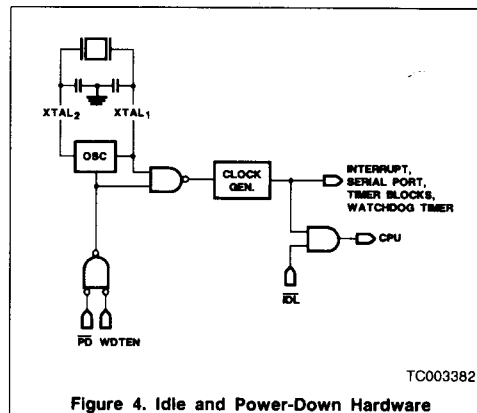 XTAL2 XTAL1
OSC
CLOCK
GEN.
INTERRUPT,
SERIAL PORT,
TIMER BLOCKS,
WATCHDOG TIMER
CPU
IDL
PD WDTEN
TC003382
Figure 4. Idle and Power-Down Hardware